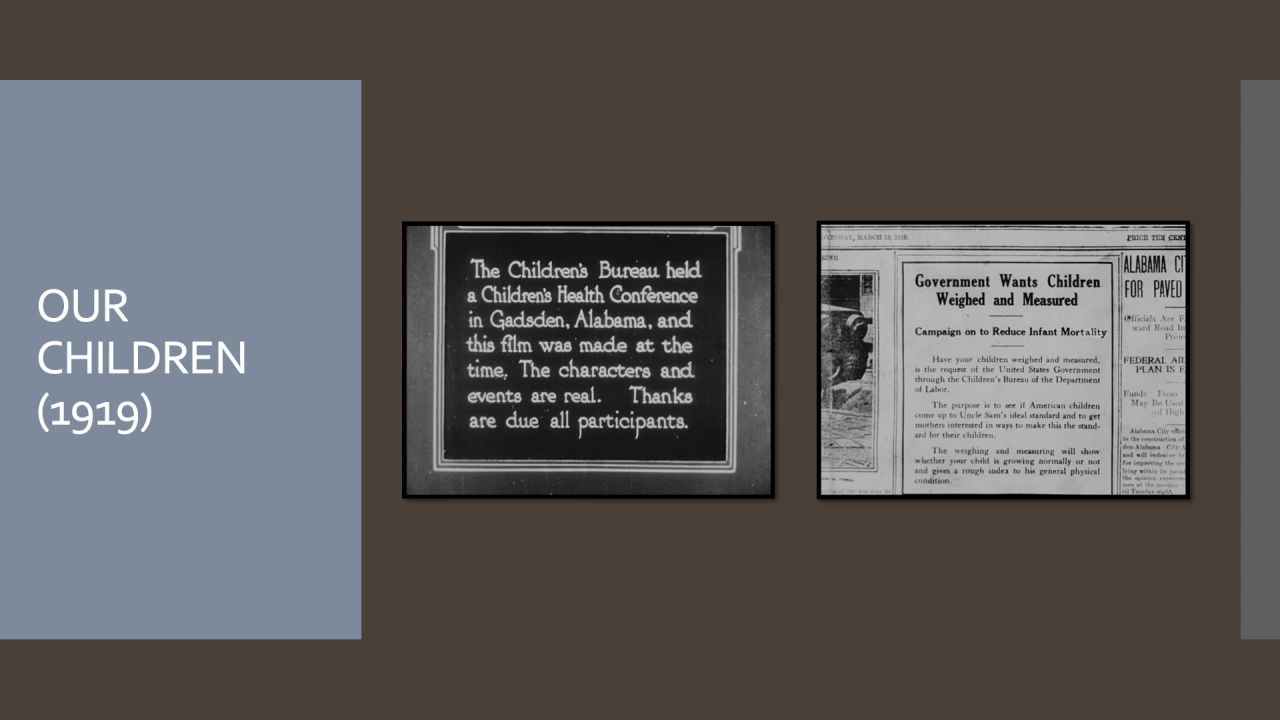 OUR
CHILDREN
(1919)
The Children's Bureau held
a Children's Health Conference
in Gadsden, Alabama, and
this film was made at the
time. The characters and
events are real. Thanks
are due all participants.
MARCH 19, 1919.
PRICE TEN CENT
Government Wants Children
Weighed and Measured
Campaign on to Reduce Infant Mortality
Have your children weighed and measured,
is the request of the United States Government
through the Children's Bureau of the Department
of Labor.
The purpose is to see if American children
come up to Uncle Sam's ideal standard and to get
mothers interested in ways to make this the stand-
ard for their children.
The weighing and measuring will show
whether your child is growing normally or not
and gives a rough index to his general physical
condition.
ALABAMA CI
FOR PAVED
Officials Are F
ward Road In
Projec
FEDERAL AID
PLAN IS E
Funds From
May Be Used
(of High
Alabama City offici
to the construction of
den-Alabama City A
and will endeavor to
for improving the
lying within its
the opinion expressed
men at the meeting
cil Tuesday night.